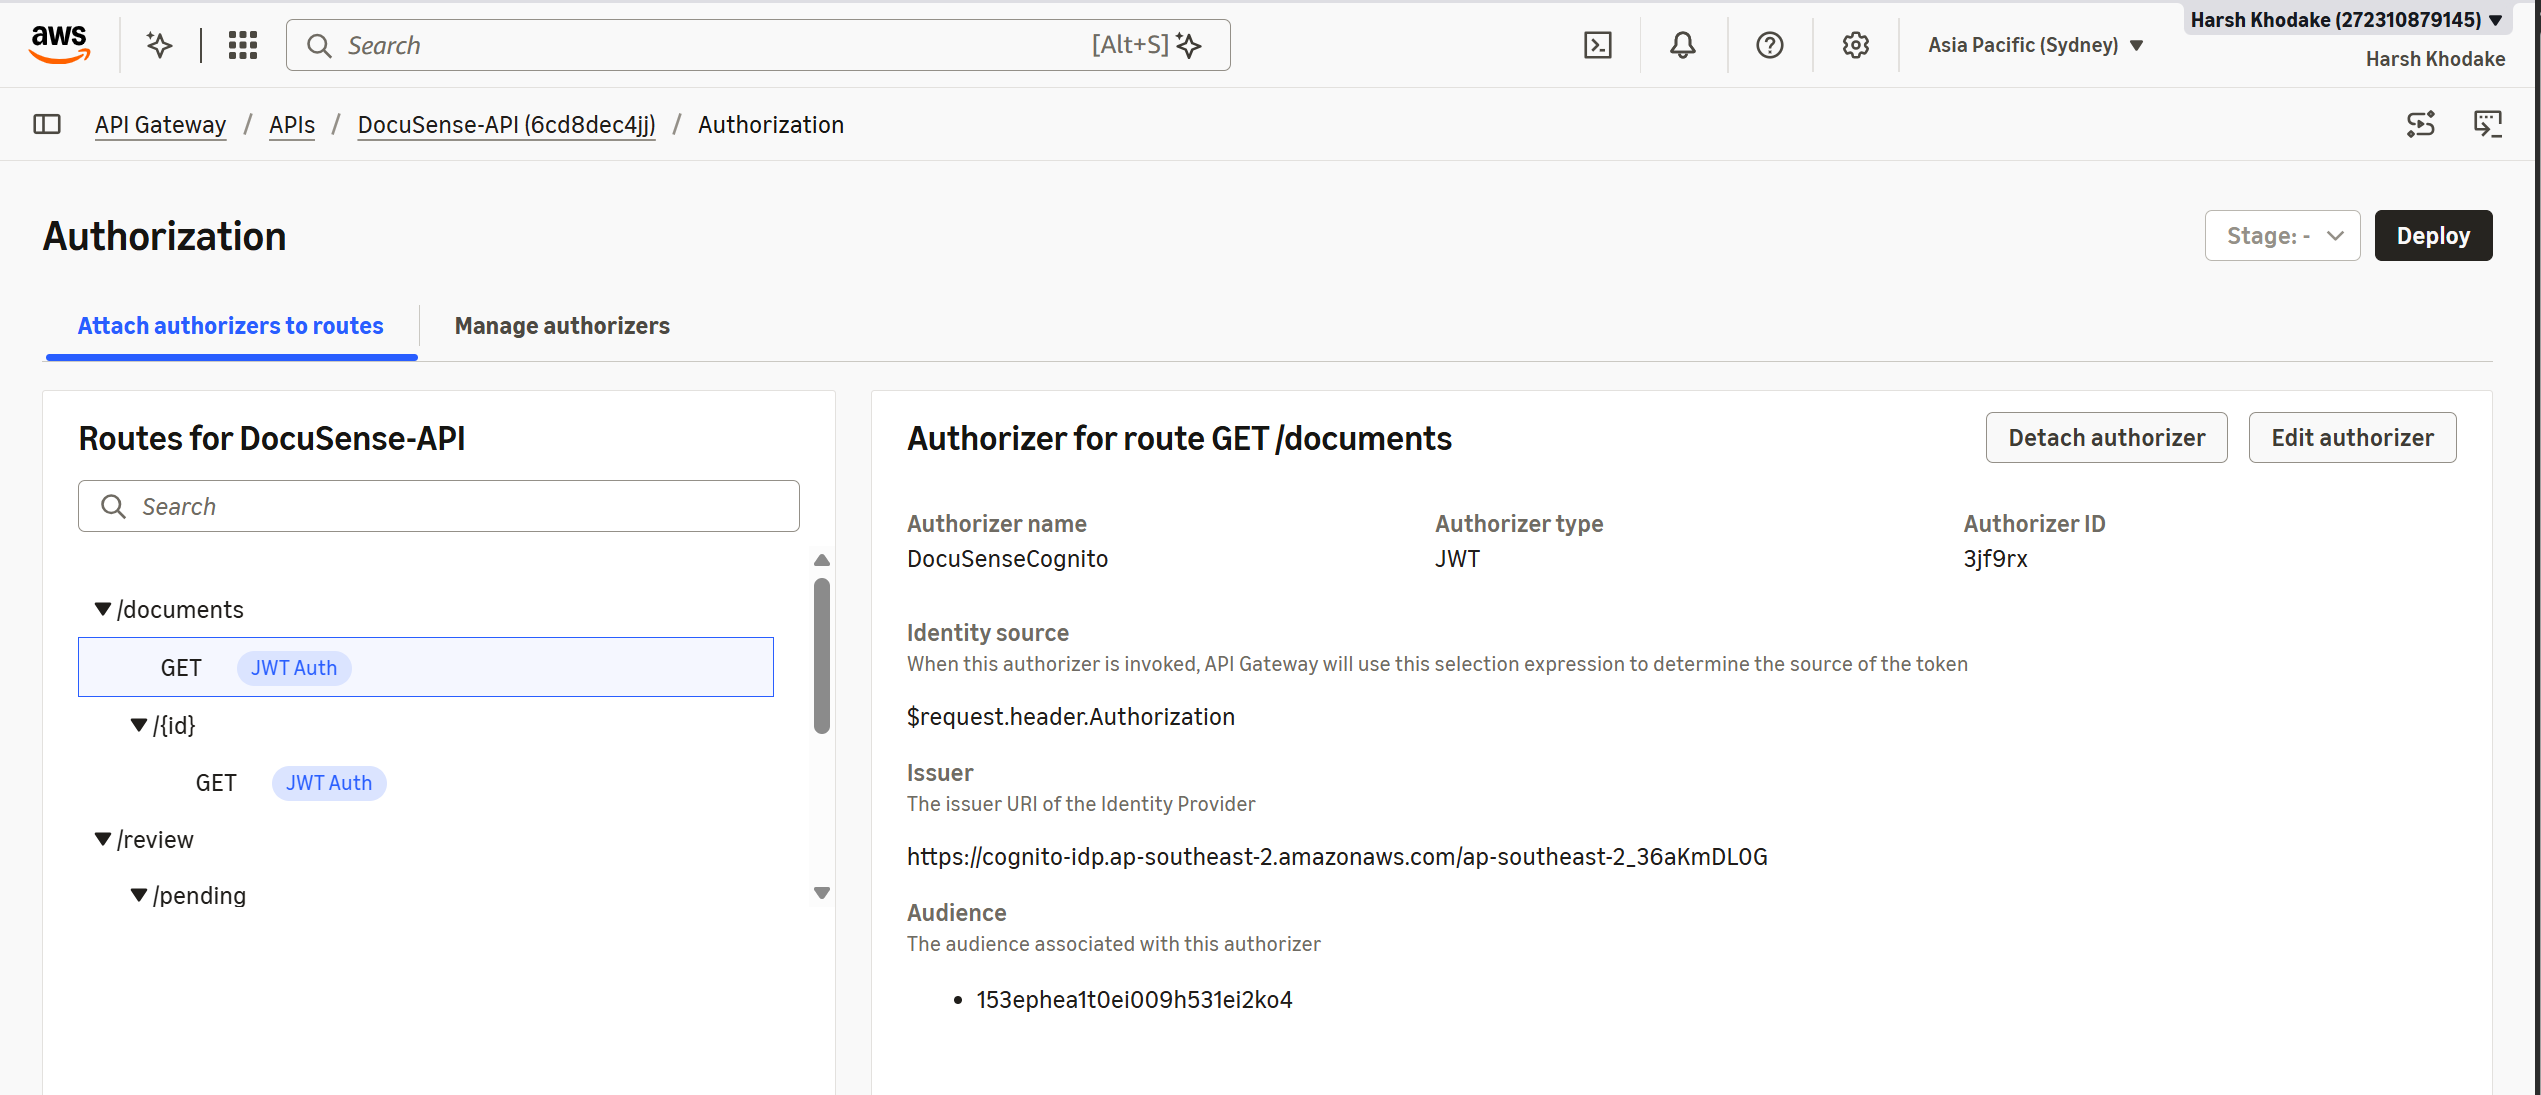 Harsh Khodake (272310879145)
aws
Search [Alt+S]
Asia Pacific (Sydney)
Harsh Khodake
API Gateway / APIs / DocuSense-API (6cd8dec4jj) / Authorization
Authorization
Stage: -
Deploy
Attach authorizers to routes
Manage authorizers
Routes for DocuSense-API
Search
/documents
GET JWT Auth
/{id}
GET JWT Auth
/review
/pending
Authorizer for route GET /documents
Detach authorizer
Edit authorizer
Authorizer name
DocuSenseCognito
Authorizer type
JWT
Authorizer ID
3jf9rx
Identity source
When this authorizer is invoked, API Gateway will use this selection expression to determine the source of the token
$request.header.Authorization
Issuer
The issuer URI of the Identity Provider
https://cognito-idp.ap-southeast-2.amazonaws.com/ap-southeast-2_36aKmDL0G
Audience
The audience associated with this authorizer
• 153ephea1t0ei009h531ei2ko4